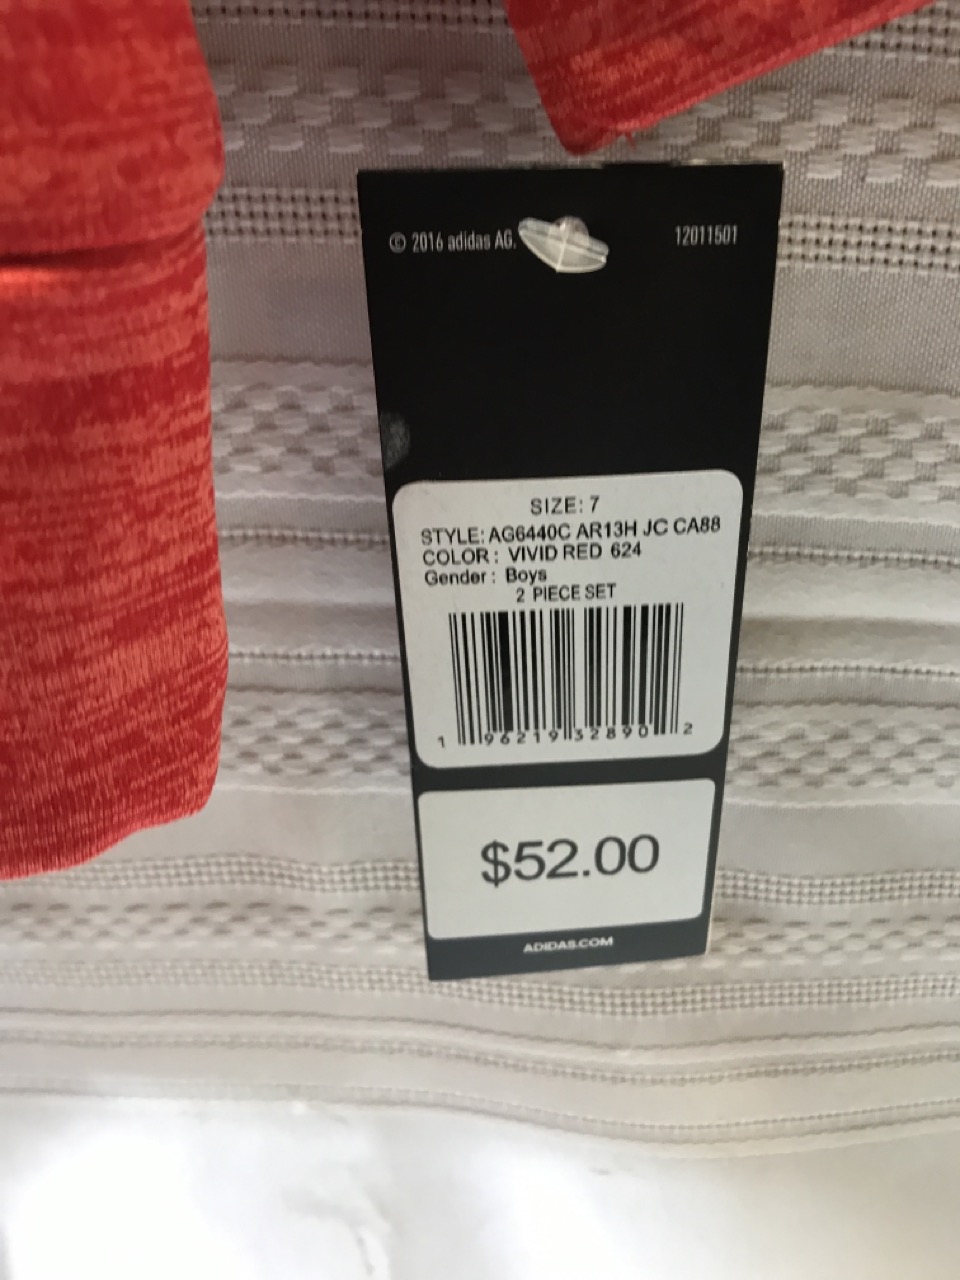 © 2016 adidas AG. 12011501
SIZE: 7
STYLE: AG6440C AR13H JC CA88
COLOR : VIVID RED 624
Gender : Boys
2 PIECE SET
1 96219 32890 2
$52.00
ADIDAS.COM